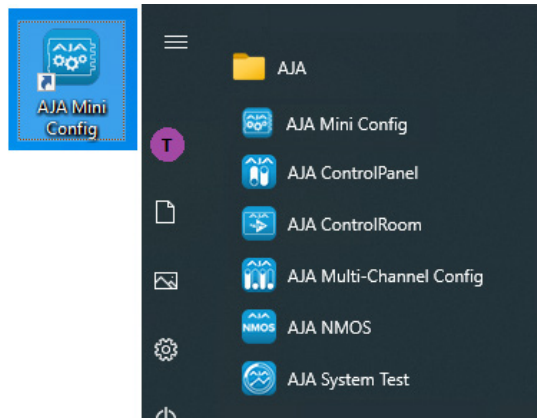 AJA Mini
Config
T
AJA
AJA Mini Config
AJA ControlPanel
AJA ControlRoom
AJA Multi-Channel Config
NMOS
AJA NMOS
AJA System Test